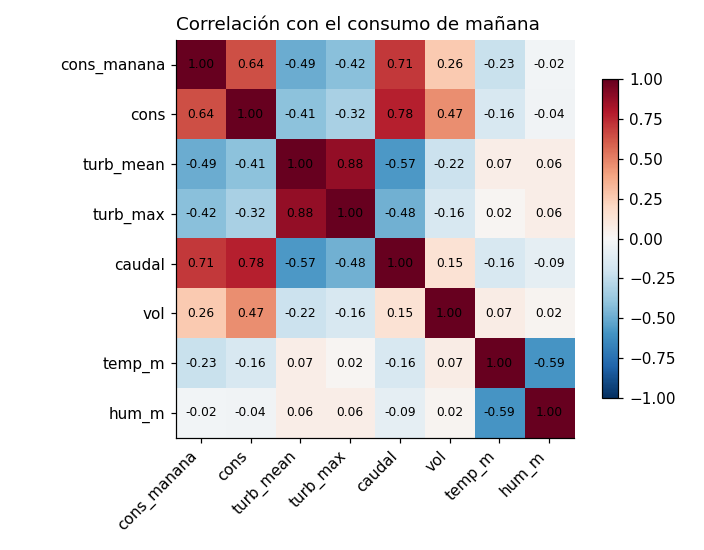 Correlación con el consumo de mañana
cons_manana 1.00 0.64 -0.49 -0.42 0.71 0.26 -0.23 -0.02
cons 0.64 1.00 -0.41 -0.32 0.78 0.47 -0.16 -0.04
turb_mean -0.49 -0.41 1.00 0.88 -0.57 -0.22 0.07 0.06
turb_max -0.42 -0.32 0.88 1.00 -0.48 -0.16 0.02 0.06
caudal 0.71 0.78 -0.57 -0.48 1.00 0.15 -0.16 -0.09
vol 0.26 0.47 -0.22 -0.16 0.15 1.00 0.07 0.02
temp_m -0.23 -0.16 0.07 0.02 -0.16 0.07 1.00 -0.59
hum_m -0.02 -0.04 0.06 0.06 -0.09 0.02 -0.59 1.00
cons_manana cons turb_mean turb_max caudal vol temp_m hum_m
1.00
0.75
0.50
0.25
0.00
−0.25
−0.50
−0.75
−1.00